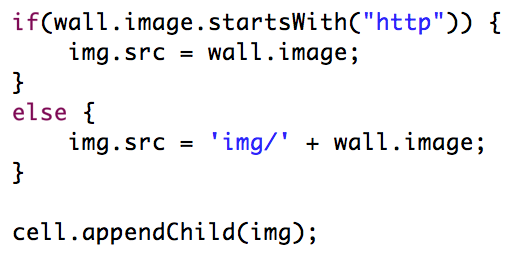 if(wall.image.startsWith("http")) {
    img.src = wall.image;
}
else {
    img.src = 'img/' + wall.image;
}

cell.appendChild(img);